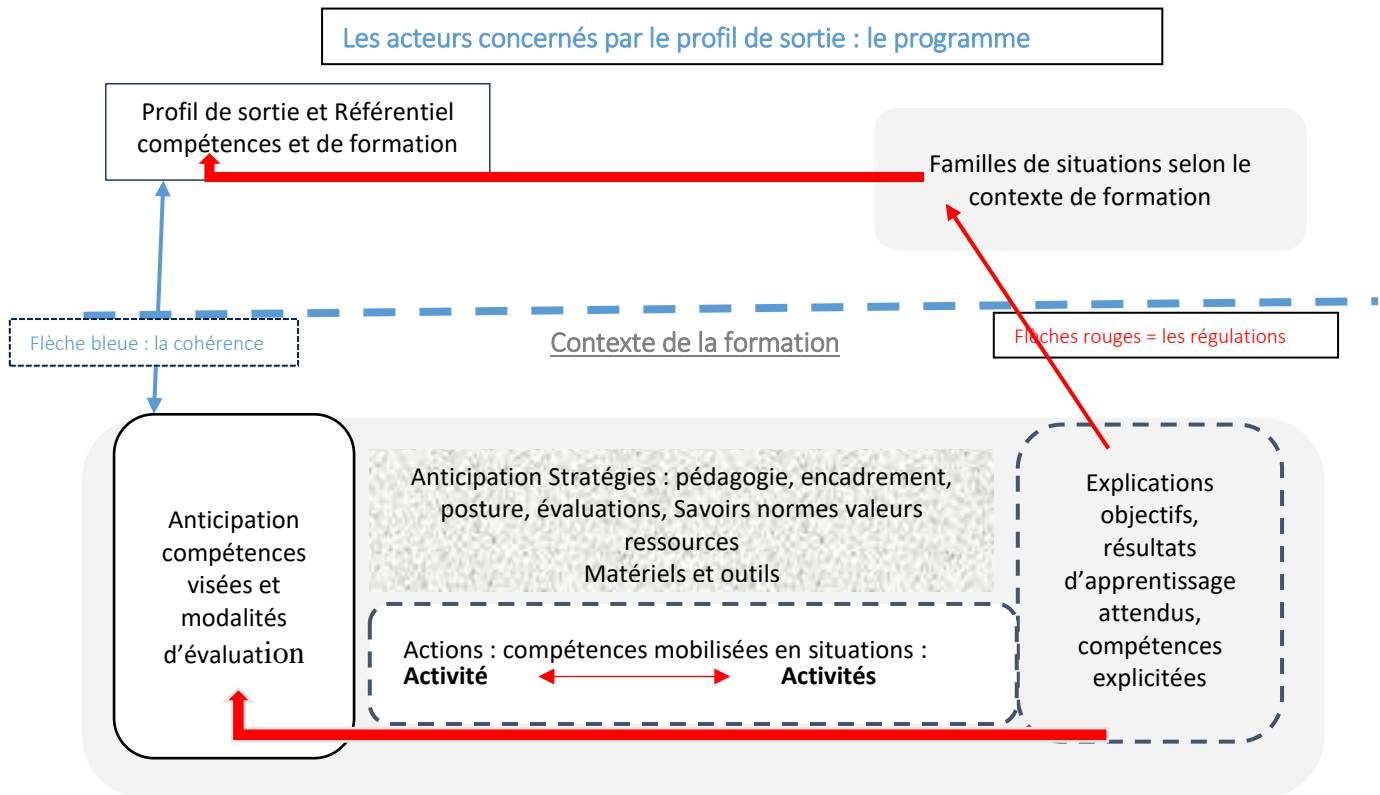 Les acteurs concernés par le profil de sortie : le programme
Profil de sortie et Référentiel
compétences et de formation
Familles de situations selon le
contexte de formation
Flèche bleue : la cohérence
Contexte de la formation
Flèches rouges = les régulations
Anticipation
compétences
visées et
modalités
d’évaluation
Anticipation Stratégies : pédagogie, encadrement,
posture, évaluations, Savoirs normes valeurs
ressources
Matériels et outils
Actions : compétences mobilisées en situations :
Activité Activités
Explications
objectifs,
résultats
d’apprentissage
attendus,
compétences
explicitées